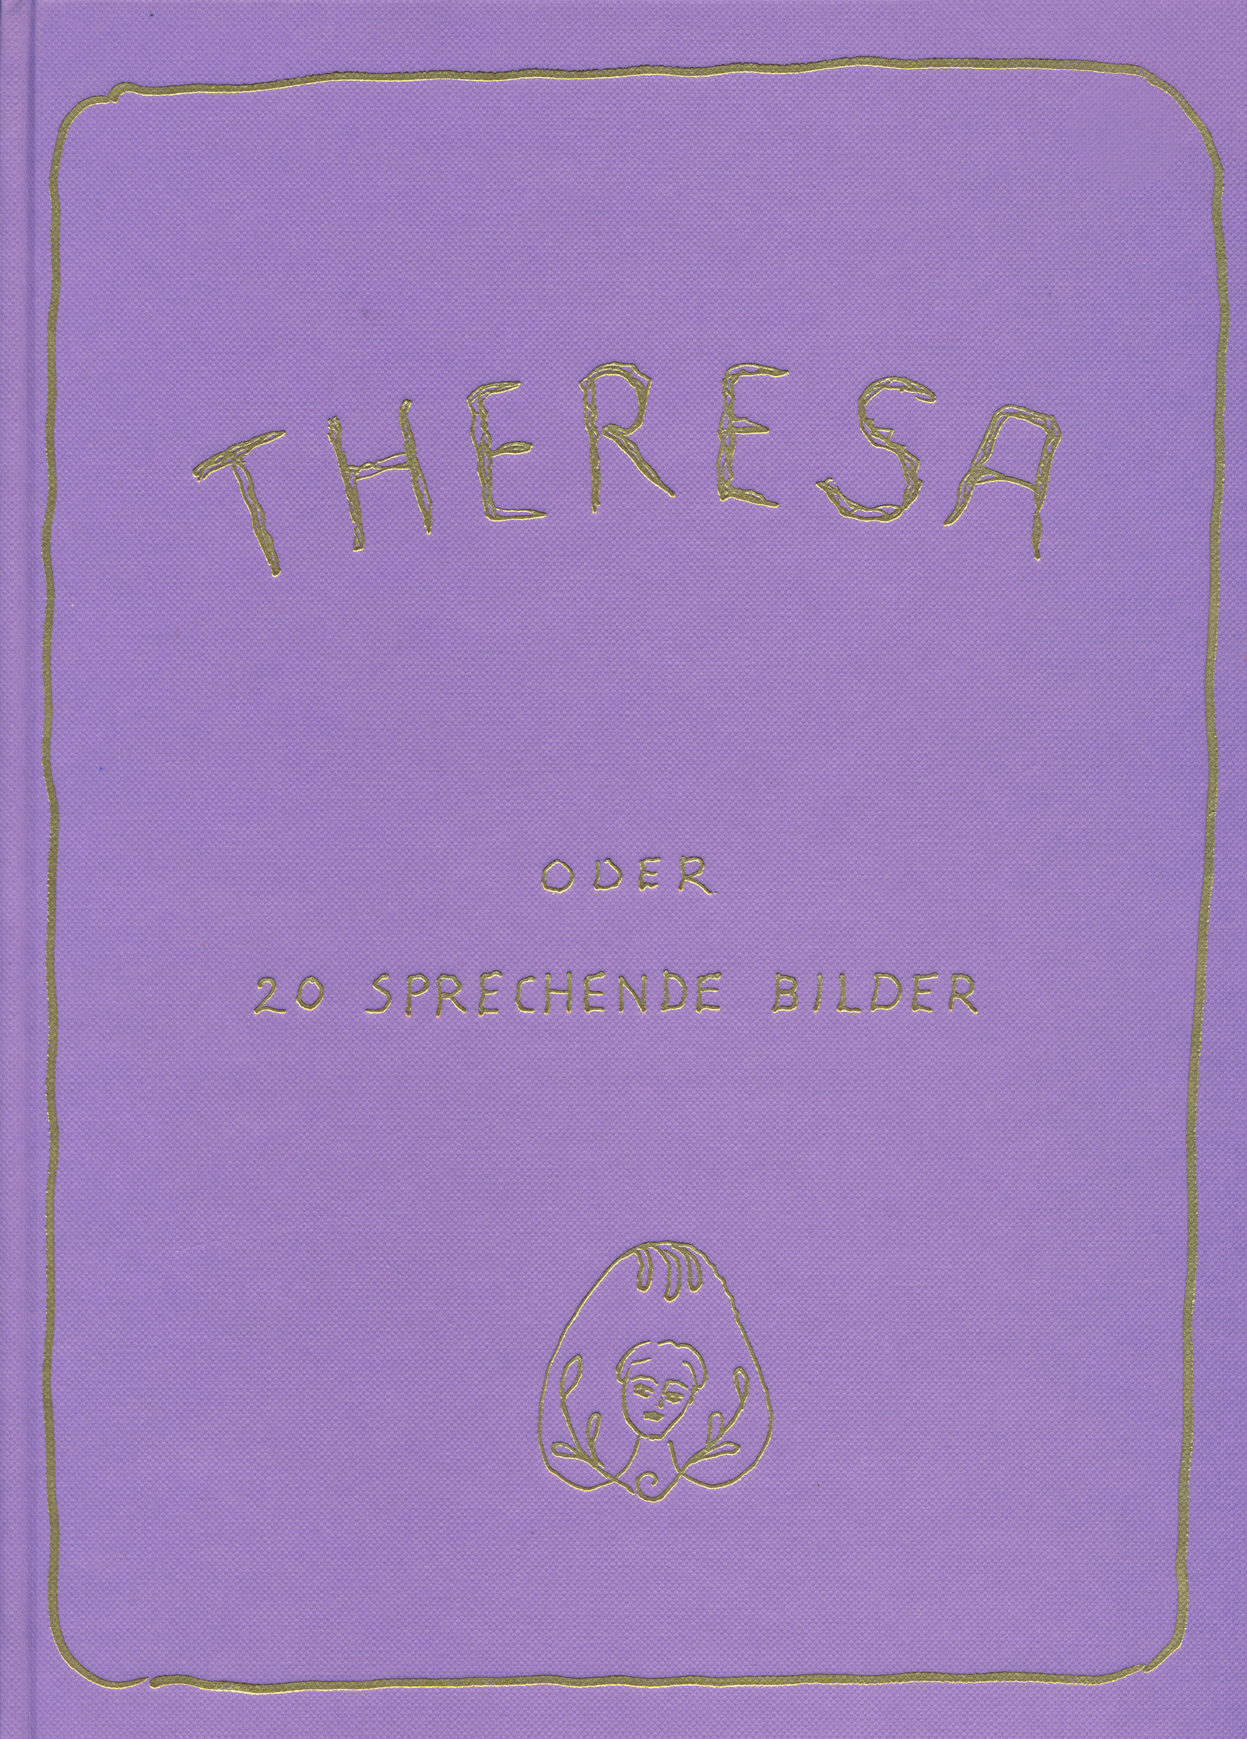 THERESA
ODER
20 SPRECHENDE BILDER